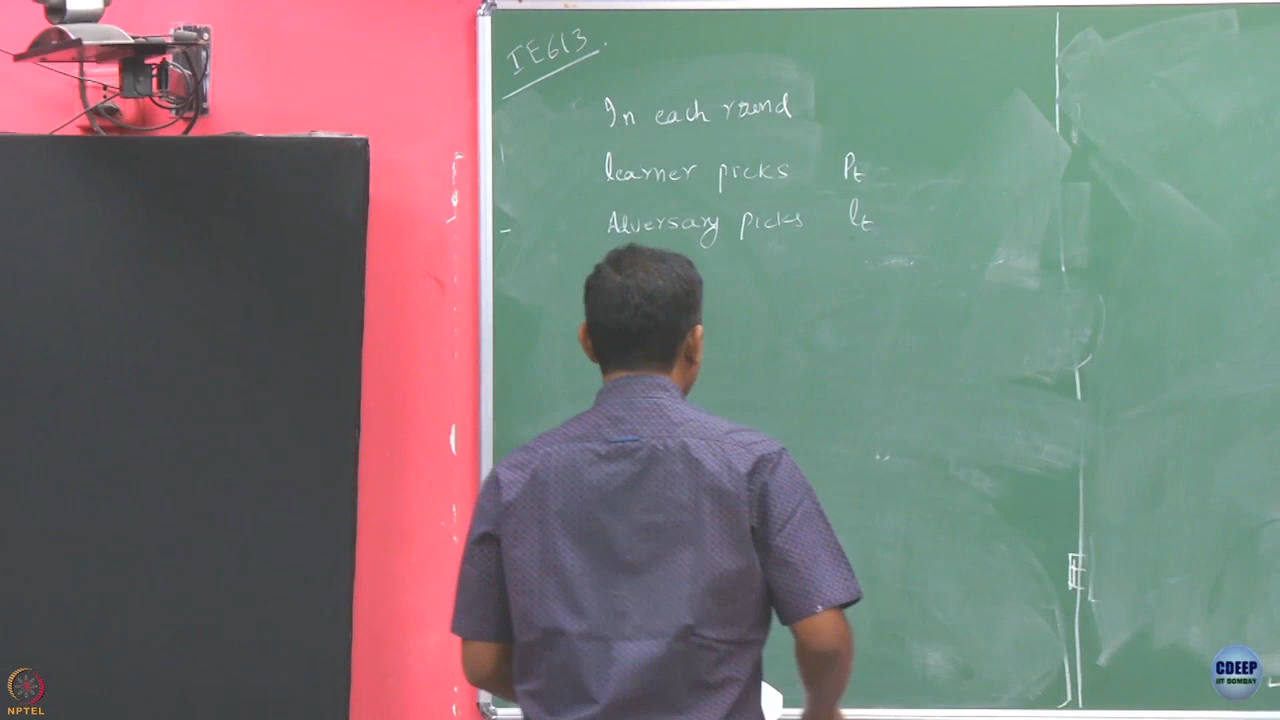 IE613.
In each round
learner picks Pt
Adversary picks lt
NPTEL
CDEEP
IIT BOMBAY